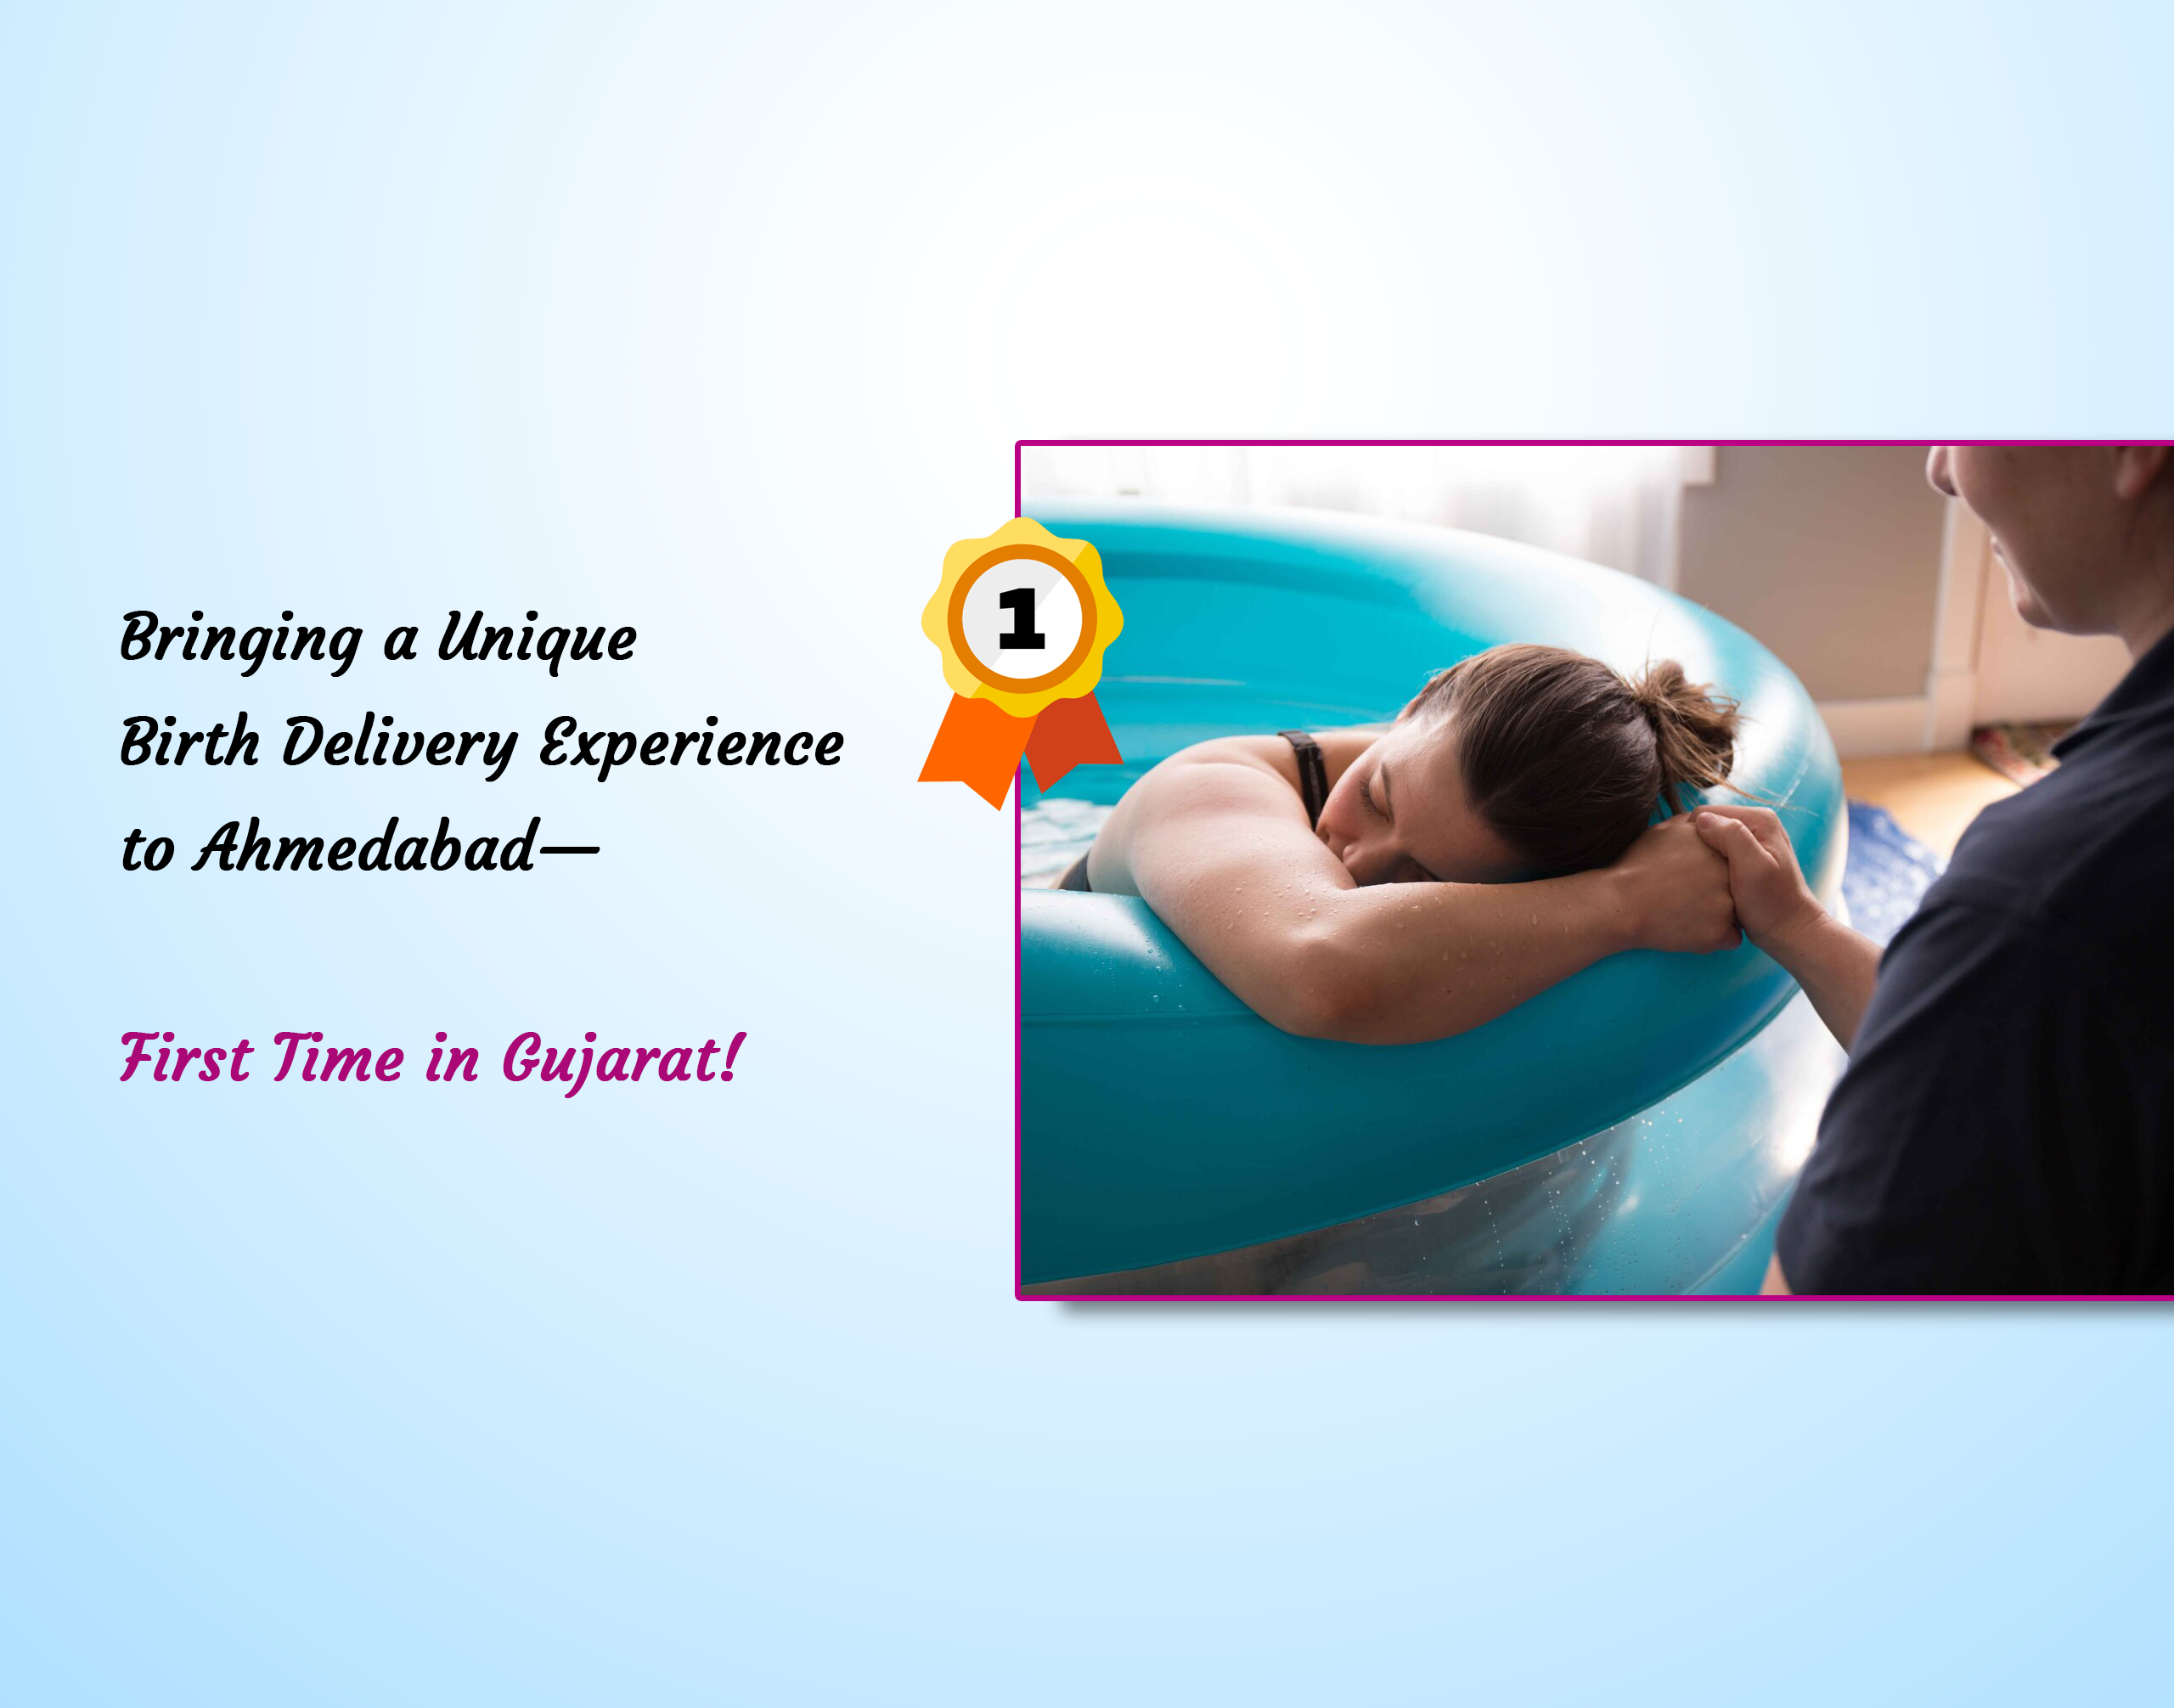 Bringing a Unique
Birth Delivery Experience
to Ahmedabad—
First Time in Gujarat!
1